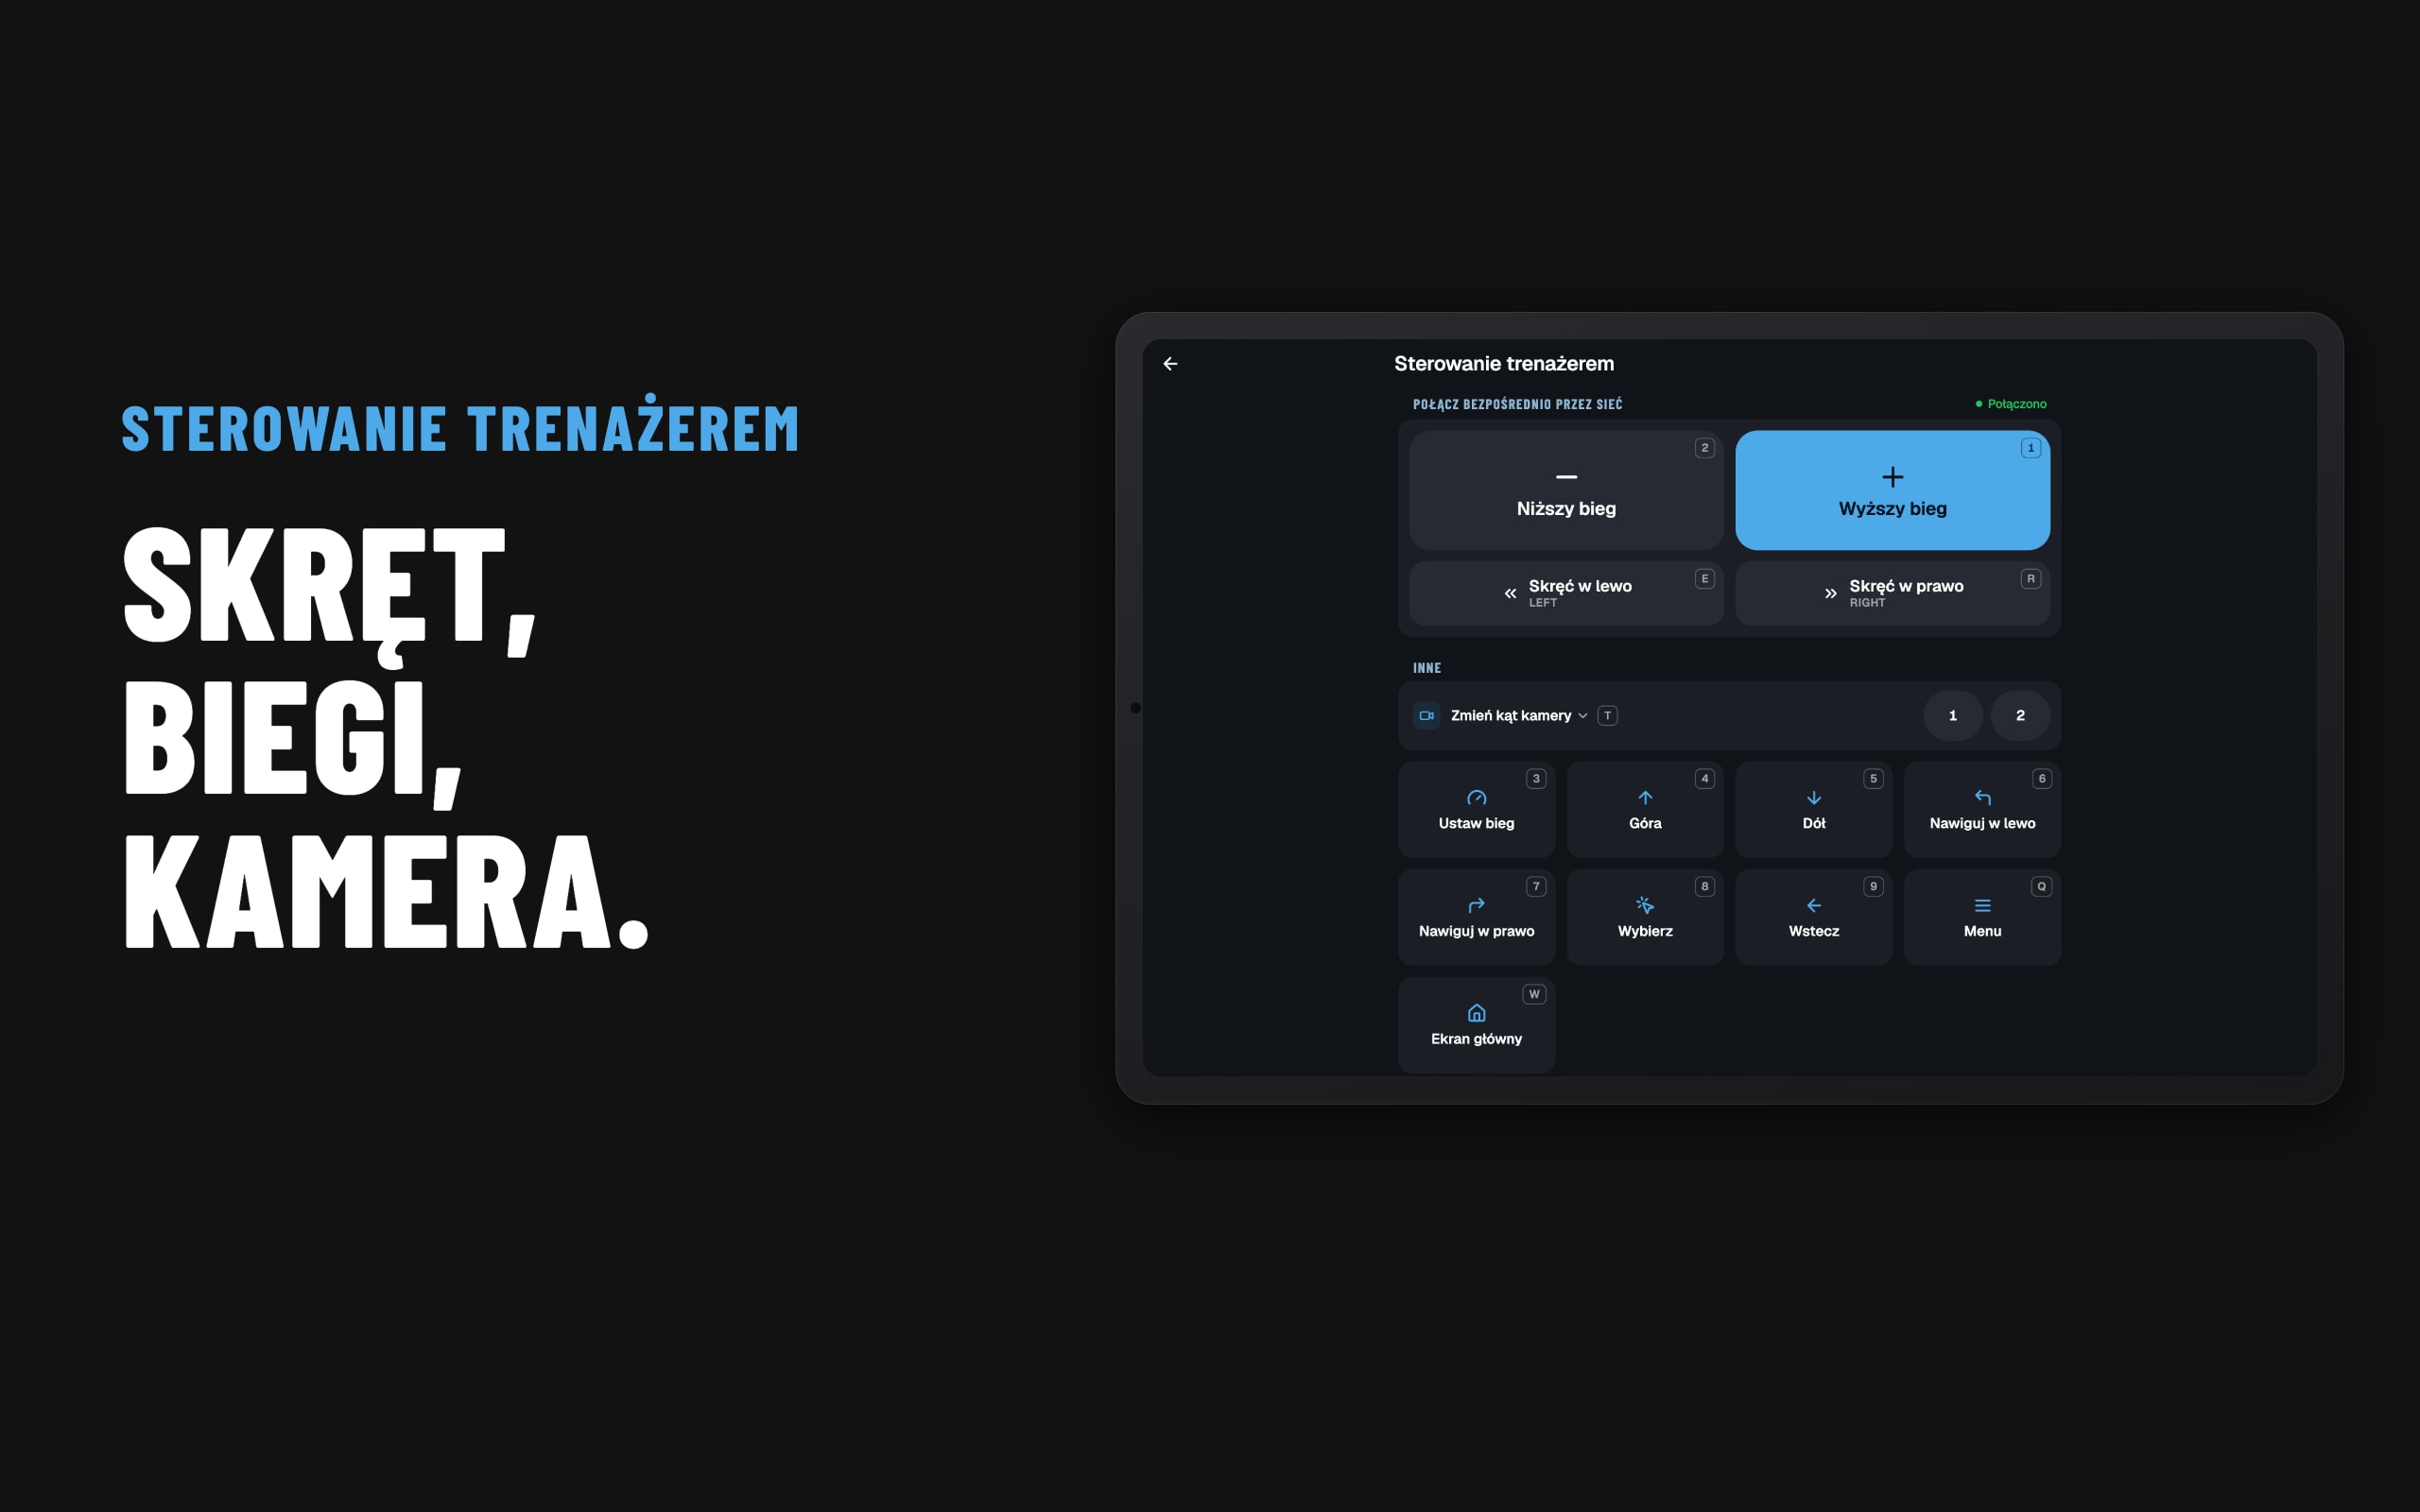 STEROWANIE TRENAŻEREM
SKRĘT,
BIEGI,
KAMERA.
Sterowanie trenażerem
POŁĄCZ BEZPOŚREDNIO PRZEZ SIEĆ
Połączono
2
Niższy bieg
1
Wyższy bieg
Skręć w lewo
LEFT
E
Skręć w prawo
RIGHT
R
INNE
Zmień kąt kamery
T
1
2
3
Ustaw bieg
4
Góra
5
Dół
6
Nawiguj w lewo
7
Nawiguj w prawo
8
Wybierz
9
Wstecz
Q
Menu
W
Ekran główny